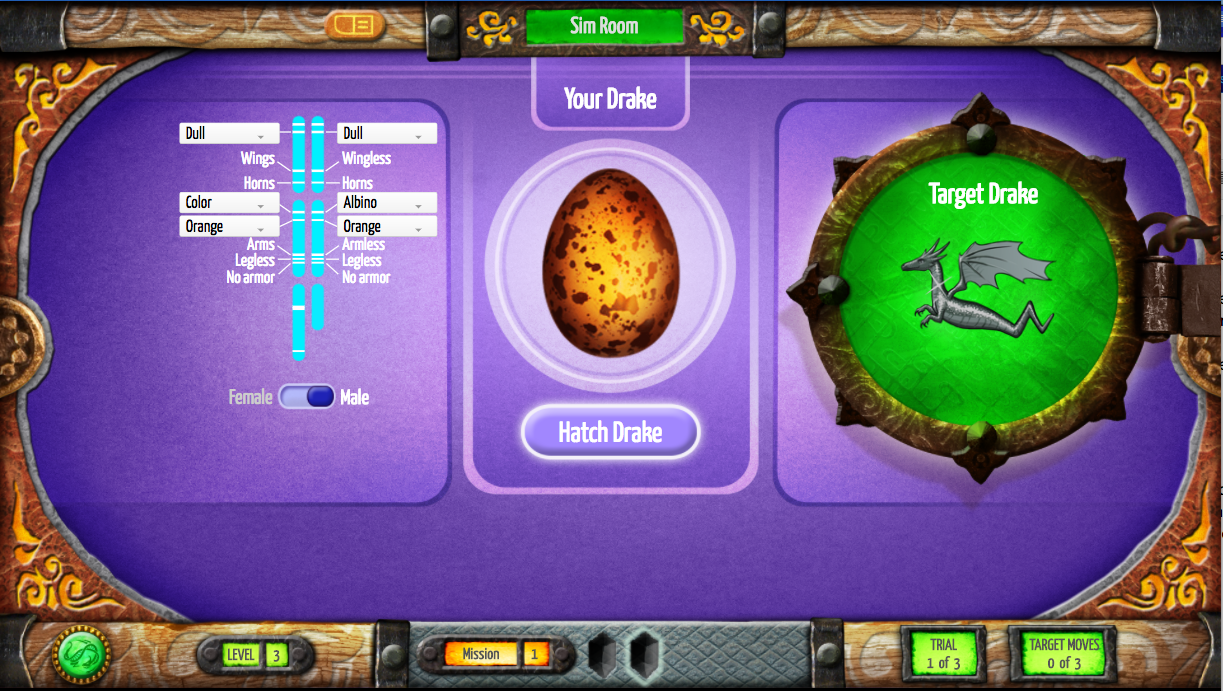 Sim Room
Your Drake
Dull
Dull
Wings
Wingless
Horns
Horns
Color
Albino
Orange
Orange
Arms
Armless
Legless
Legless
No armor
No armor
Female
Male
Hatch Drake
Target Drake
LEVEL 3
Mission 1
TRIAL
1 of 3
TARGET MOVES
0 of 3